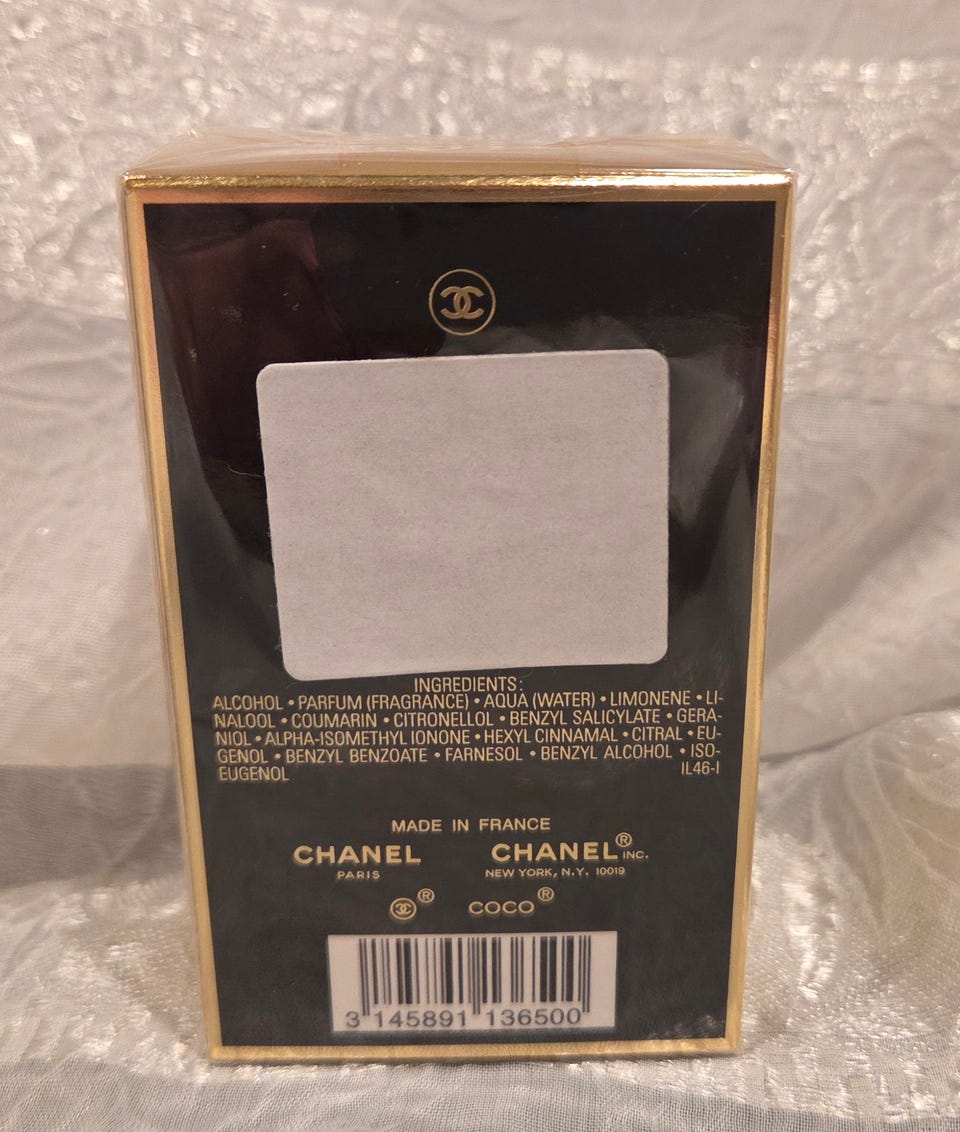 INGREDIENTS:
ALCOHOL • PARFUM (FRAGRANCE) • AQUA (WATER) • LIMONENE • LI-
NALOOL • COUMARIN • CITRONELLOL • BENZYL SALICYLATE • GERA-
NIOL • ALPHA-ISOMETHYL IONONE • HEXYL CINNAMAL • CITRAL • EU-
GENOL • BENZYL BENZOATE • FARNESOL • BENZYL ALCOHOL • ISO-
EUGENOL IL46-I
MADE IN FRANCE
CHANEL CHANEL® INC.
PARIS NEW YORK, N.Y. 10019
® COCO®
3 145891 136500